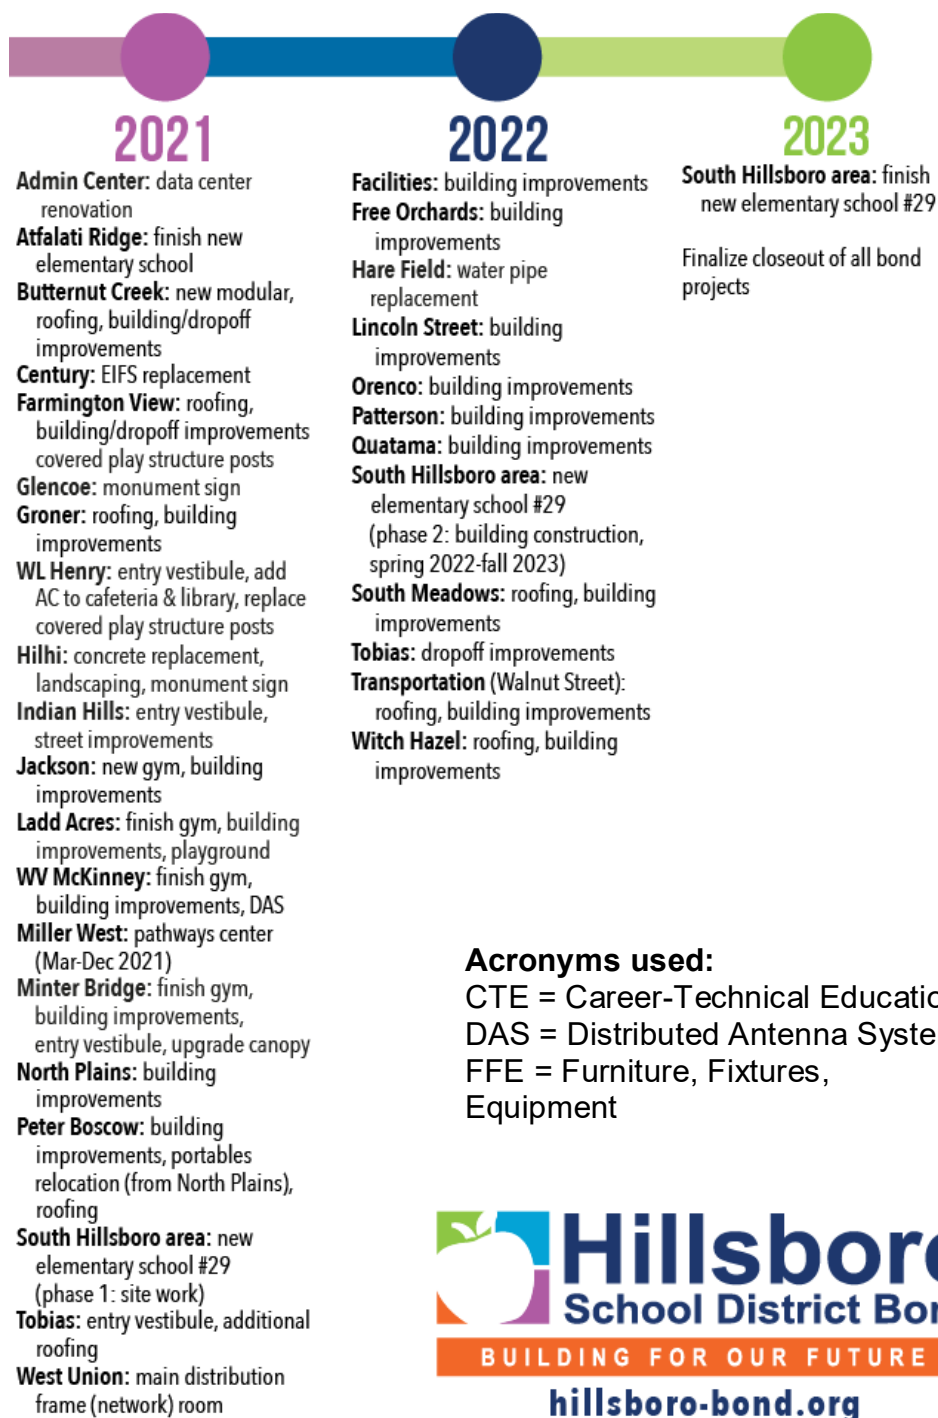 2021
Admin Center: data center
renovation
Atfalati Ridge: finish new
elementary school
Butternut Creek: new modular,
roofing, building/dropoff
improvements
Century: EIFS replacement
Farmington View: roofing,
building/dropoff improvements
covered play structure posts
Glencoe: monument sign
Groner: roofing, building
improvements
WL Henry: entry vestibule, add
AC to cafeteria & library, replace
covered play structure posts
Hilhi: concrete replacement,
landscaping, monument sign
Indian Hills: entry vestibule,
street improvements
Jackson: new gym, building
improvements
Ladd Acres: finish gym, building
improvements, playground
WV McKinney: finish gym,
building improvements, DAS
Miller West: pathways center
(Mar-Dec 2021)
Minter Bridge: finish gym,
building improvements,
entry vestibule, upgrade canopy
North Plains: building
improvements
Peter Boscow: building
improvements, portables
relocation (from North Plains),
roofing
South Hillsboro area: new
elementary school #29
(phase 1: site work)
Tobias: entry vestibule, additional
roofing
West Union: main distribution
frame (network) room
2022
Facilities: building improvements
Free Orchards: building
improvements
Hare Field: water pipe
replacement
Lincoln Street: building
improvements
Orenco: building improvements
Patterson: building improvements
Quatama: building improvements
South Hillsboro area: new
elementary school #29
(phase 2: building construction,
spring 2022-fall 2023)
South Meadows: roofing, building
improvements
Tobias: dropoff improvements
Transportation (Walnut Street):
roofing, building improvements
Witch Hazel: roofing, building
improvements
2023
South Hillsboro area: finish
new elementary school #29
Finalize closeout of all bond
projects
Acronyms used:
CTE = Career-Technical Educatio
DAS = Distributed Antenna Syste
FFE = Furniture, Fixtures,
Equipment
Hillsboro
School District Bon
BUILDING FOR OUR FUTURE
hillsboro-bond.org